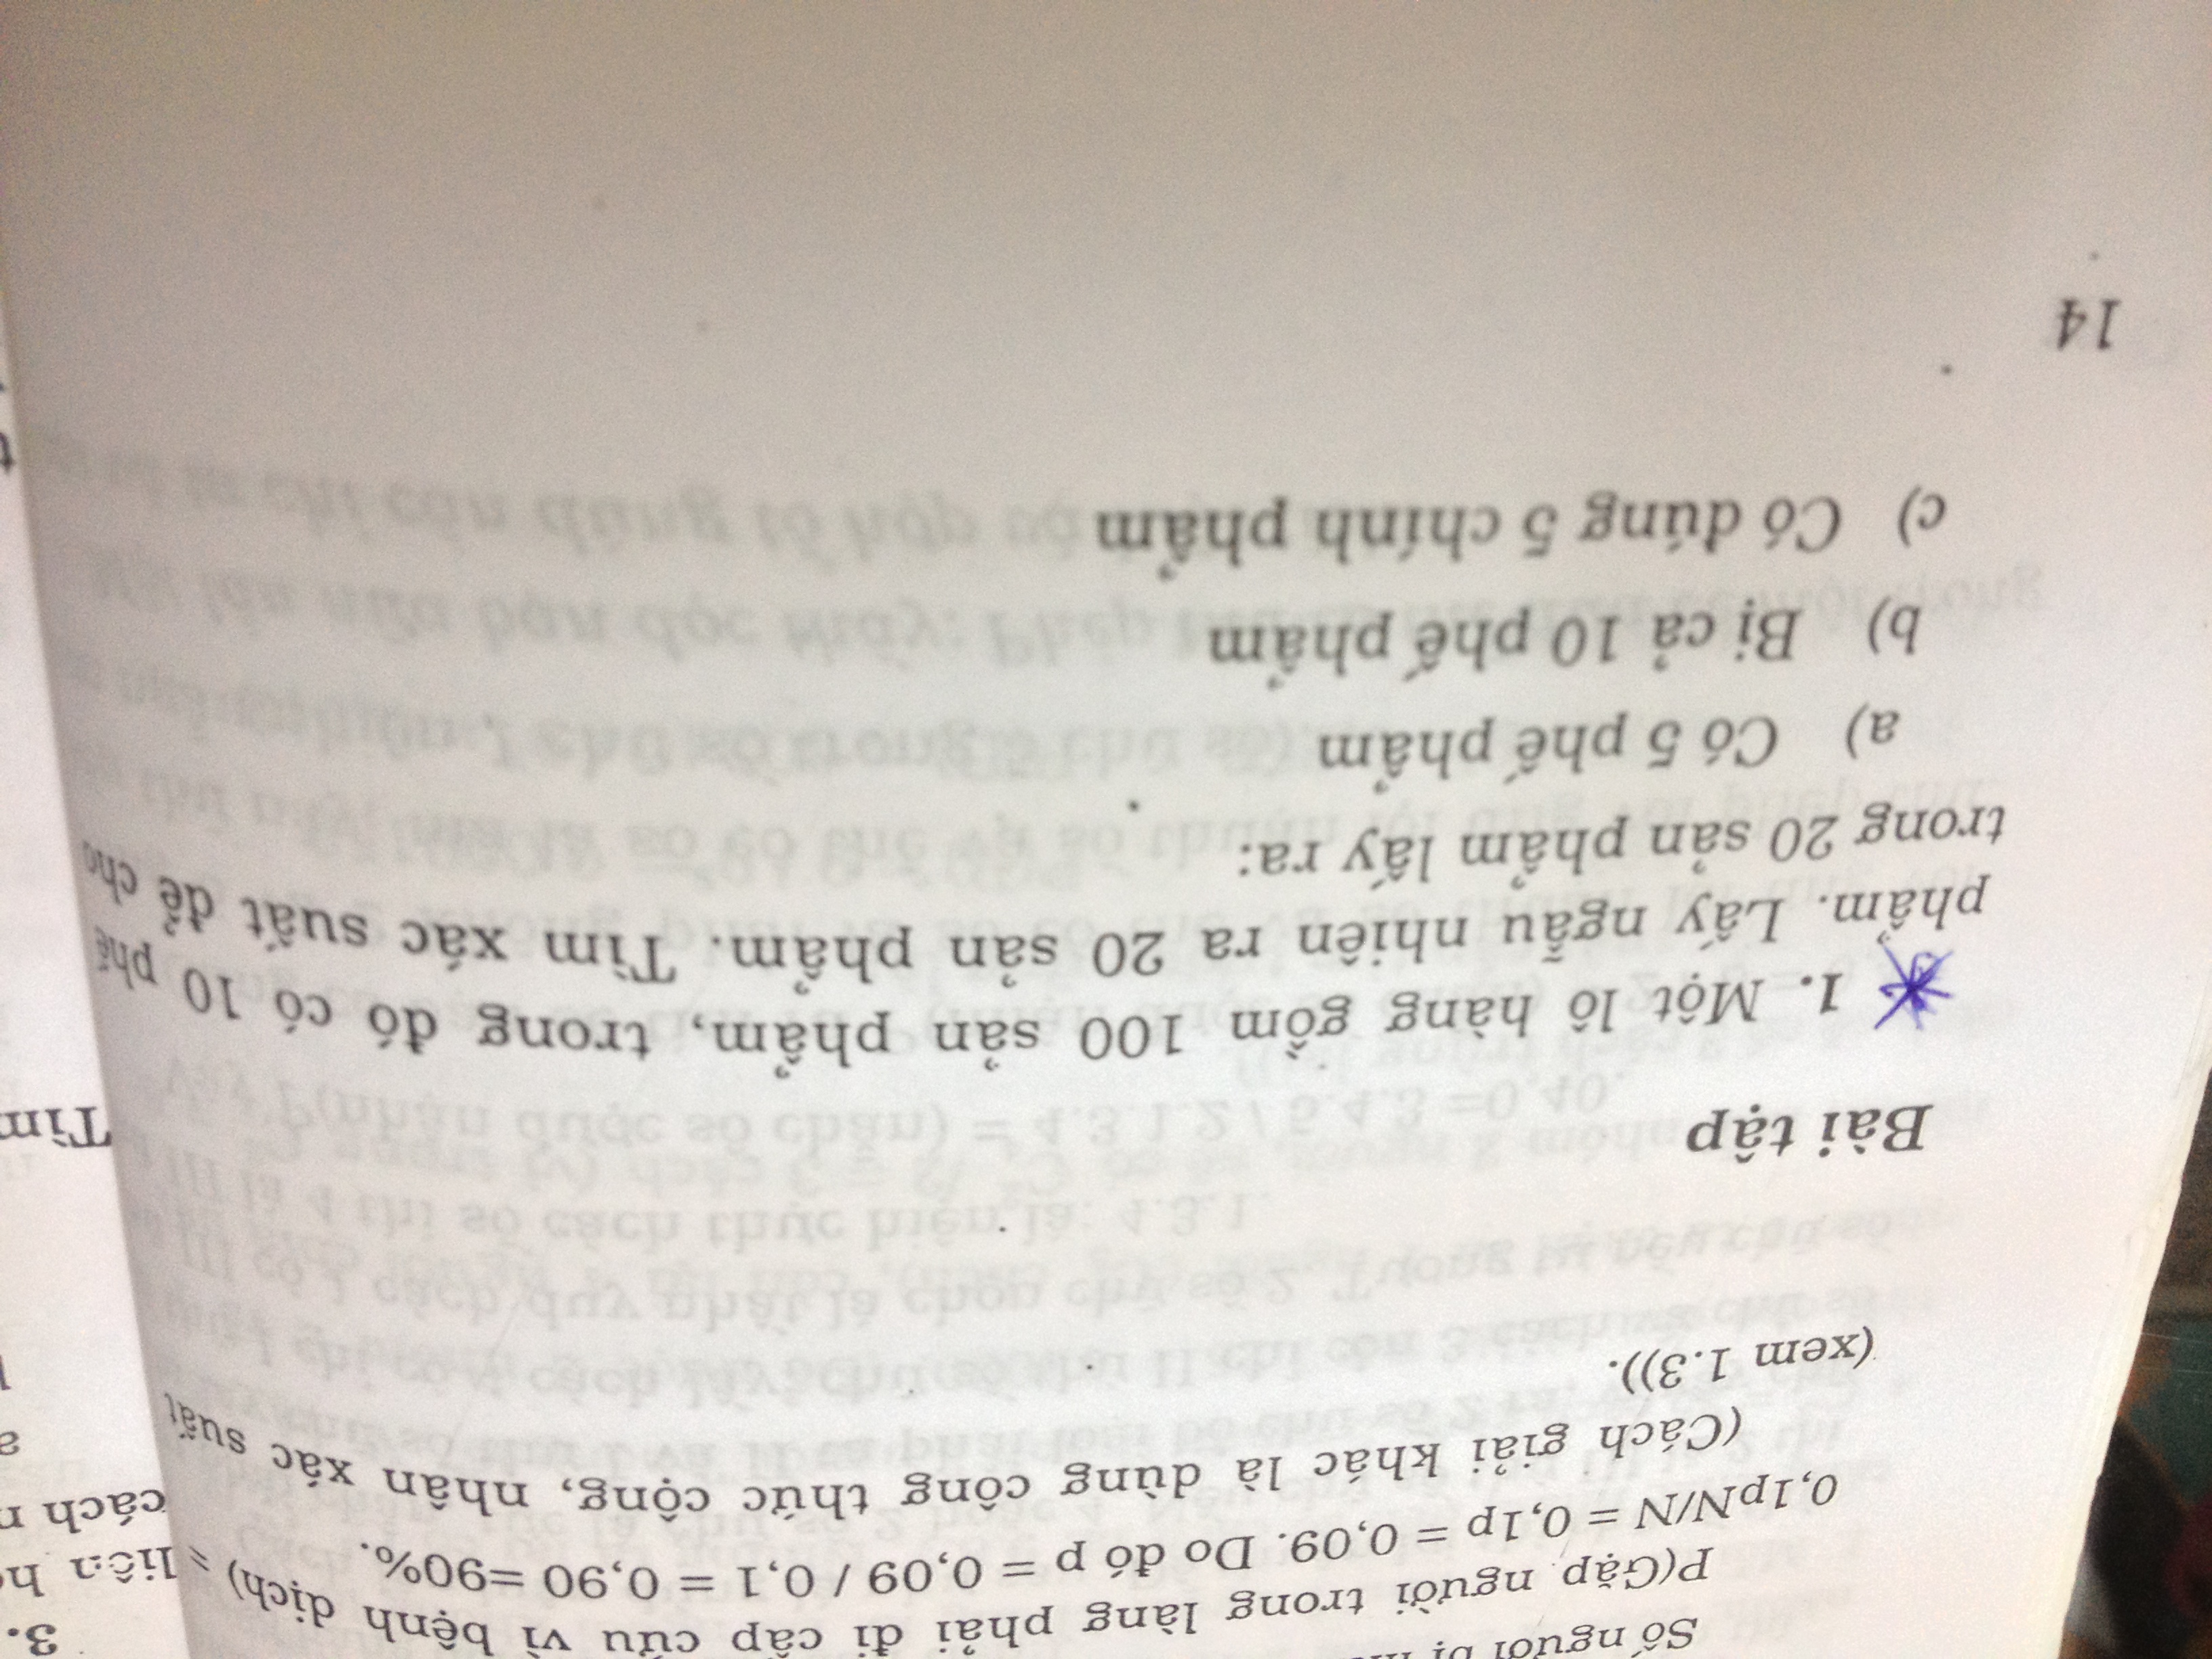 Số người bị
P(Gặp người trong làng phải đi cấp cứu vì bệnh dịch) =
0,1pN/N = 0,1p = 0,09. Do đó p = 0,09 / 0,1 = 0,90 =90%.
(Cách giải khác là dùng công thức cộng, nhân xác suất
(xem 1.3)).
Bài tập
1. Một lô hàng gồm 100 sản phẩm, trong đó có 10 phế
phẩm. Lấy ngẫu nhiên ra 20 sản phẩm. Tìm xác suất để cho
trong 20 sản phẩm lấy ra:
a) Có 5 phế phẩm
b) Bị cả 10 phế phẩm
c) Có đúng 5 chính phẩm
14
3.
liên
cách
Tìm